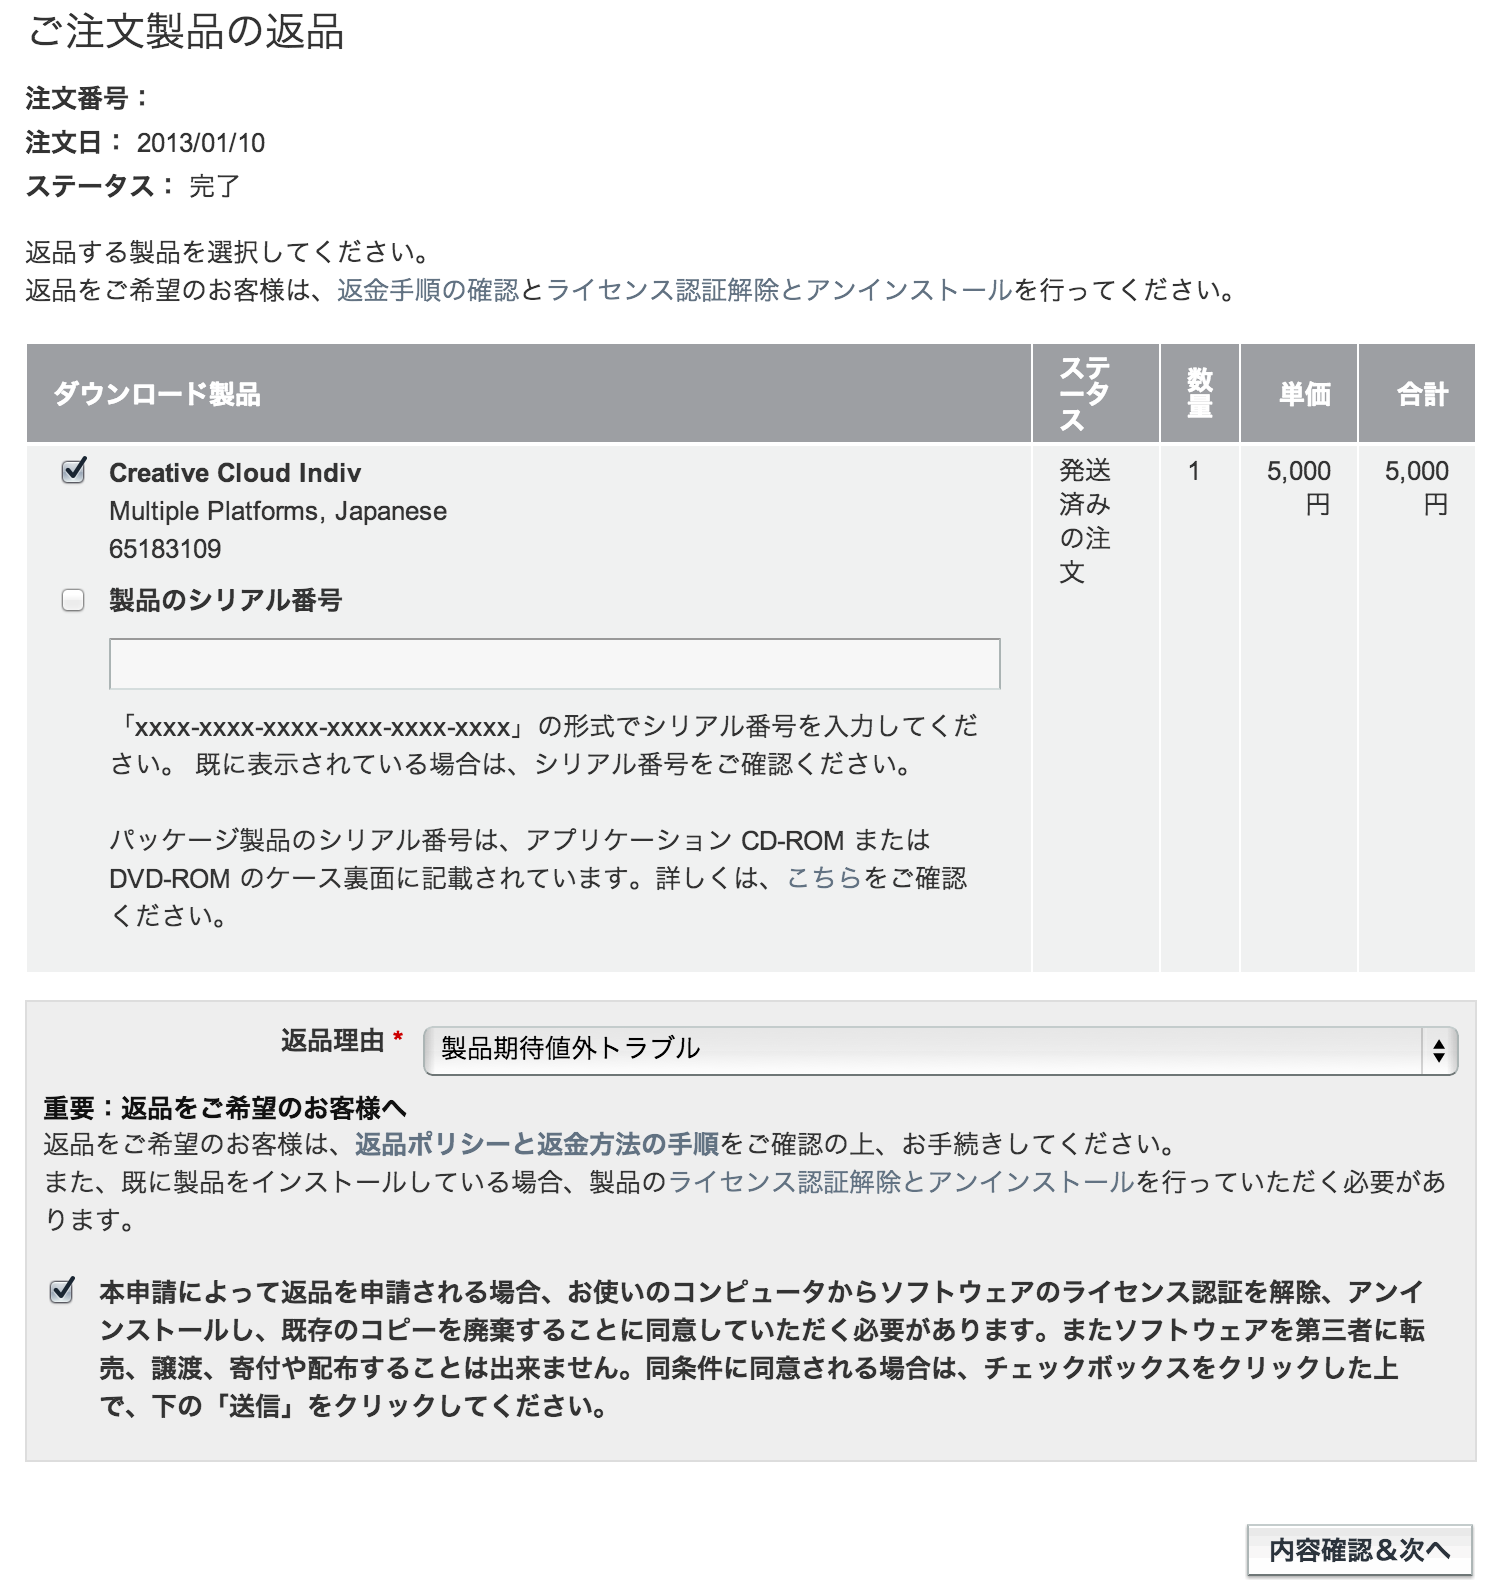 ご注文製品の返品
注文番号：
注文日： 2013/01/10
ステータス： 完了
返品する製品を選択してください。
返品をご希望のお客様は、返金手順の確認とライセンス認証解除とアンインストールを行ってください。
ダウンロード製品
ステ
ータ
ス
数
量
単価
合計
Creative Cloud Indiv
Multiple Platforms, Japanese
65183109
発送
済み
の注
文
1
5,000
円
5,000
円
製品のシリアル番号
「xxxx-xxxx-xxxx-xxxx-xxxx-xxxx」の形式でシリアル番号を入力してくだ
さい。 既に表示されている場合は、シリアル番号をご確認ください。
パッケージ製品のシリアル番号は、アプリケーション CD-ROM または
DVD-ROM のケース裏面に記載されています。詳しくは、こちらをご確認
ください。
返品理由 * 製品期待値外トラブル
重要：返品をご希望のお客様へ
返品をご希望のお客様は、返品ポリシーと返金方法の手順をご確認の上、お手続きしてください。
また、既に製品をインストールしている場合、製品のライセンス認証解除とアンインストールを行っていただく必要があ
ります。
本申請によって返品を申請される場合、お使いのコンピュータからソフトウェアのライセンス認証を解除、アンイ
ンストールし、既存のコピーを廃棄することに同意していただく必要があります。またソフトウェアを第三者に転
売、譲渡、寄付や配布することは出来ません。同条件に同意される場合は、チェックボックスをクリックした上
で、下の「送信」をクリックしてください。
内容確認＆次へ